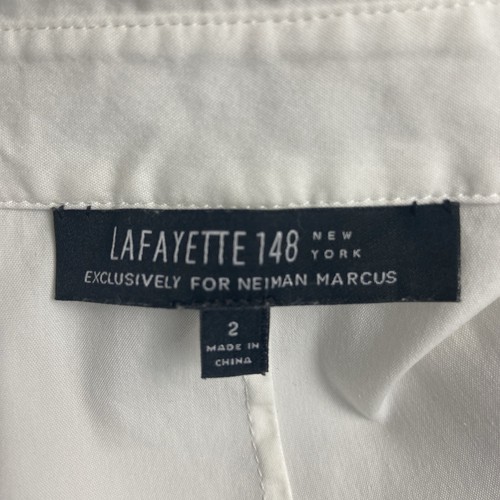 LAFAYETTE 148 NEW YORK
EXCLUSIVELY FOR NEIMAN MARCUS
2
MADE IN
CHINA